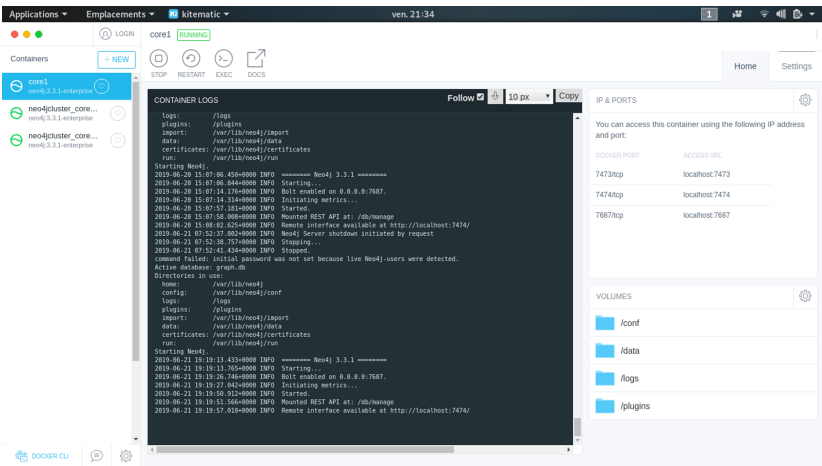 Applications ▾ Emplacements ▾ kitematic ▾ ven. 21:34 1
LOGIN
core1 RUNNING
Containers
+ NEW
core1
neo4j:3.3.1-enterprise
neo4jcluster_core...
neo4j:3.3.1-enterprise
neo4jcluster_core...
neo4j:3.3.1-enterprise
DOCKER CLI
STOP RESTART EXEC DOCS
Home Settings
CONTAINER LOGS Follow 10 px Copy
logs: /logs
plugins: /plugins
import: /var/lib/neo4j/import
data: /var/lib/neo4j/data
certificates: /var/lib/neo4j/certificates
run: /var/lib/neo4j/run
Starting Neo4j.
2019-06-20 15:07:06.450+0000 INFO ======== Neo4j 3.3.1 ========
2019-06-20 15:07:06.844+0000 INFO Starting...
2019-06-20 15:07:14.176+0000 INFO Bolt enabled on 0.0.0.0:7687.
2019-06-20 15:07:14.314+0000 INFO Initiating metrics...
2019-06-20 15:07:57.181+0000 INFO Started.
2019-06-20 15:07:58.008+0000 INFO Mounted REST API at: /db/manage
2019-06-20 15:08:02.625+0000 INFO Remote interface available at http://localhost:7474/
2019-06-21 07:52:37.802+0000 INFO Neo4j Server shutdown initiated by request
2019-06-21 07:52:38.757+0000 INFO Stopping...
2019-06-21 07:52:41.434+0000 INFO Stopped.
command failed: initial password was not set because live Neo4j-users were detected.
Active database: graph.db
Directories in use:
home: /var/lib/neo4j
config: /var/lib/neo4j/conf
logs: /logs
plugins: /plugins
import: /var/lib/neo4j/import
data: /var/lib/neo4j/data
certificates: /var/lib/neo4j/certificates
run: /var/lib/neo4j/run
Starting Neo4j.
2019-06-21 19:19:13.433+0000 INFO ======== Neo4j 3.3.1 ========
2019-06-21 19:19:13.765+0000 INFO Starting...
2019-06-21 19:19:26.746+0000 INFO Bolt enabled on 0.0.0.0:7687.
2019-06-21 19:19:27.042+0000 INFO Initiating metrics...
2019-06-21 19:19:50.912+0000 INFO Started.
2019-06-21 19:19:51.566+0000 INFO Mounted REST API at: /db/manage
2019-06-21 19:19:57.010+0000 INFO Remote interface available at http://localhost:7474/
IP & PORTS
You can access this container using the following IP address
and port:
DOCKER PORT ACCESS URL
7473/tcp localhost:7473
7474/tcp localhost:7474
7687/tcp localhost:7687
VOLUMES
/conf
/data
/logs
/plugins